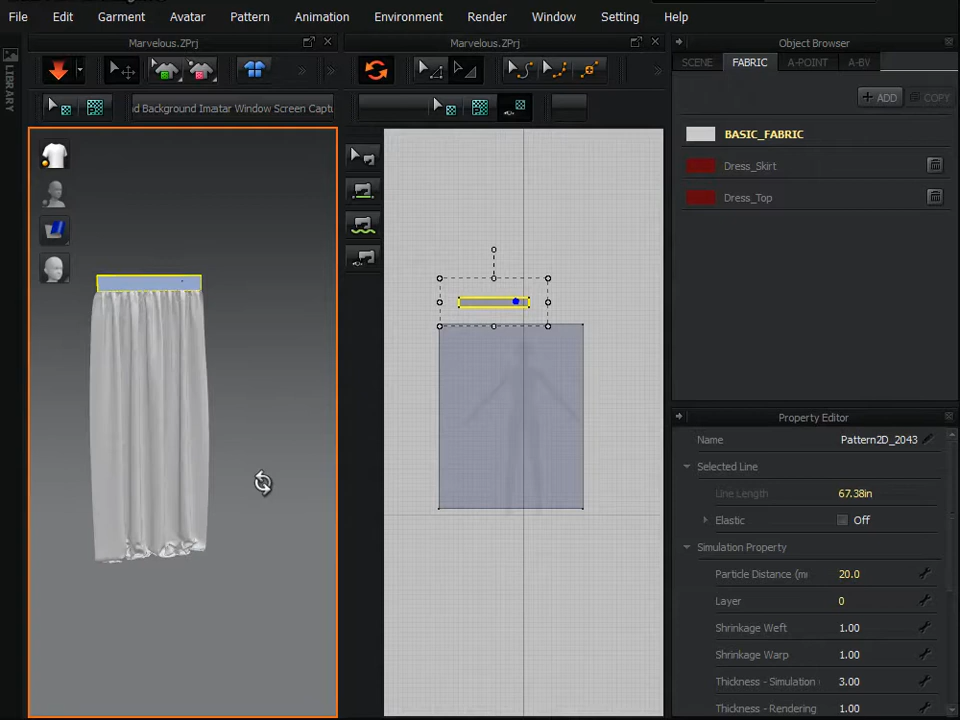 File Edit Garment Avatar Pattern Animation Environment Render Window Setting Help
Marvelous.ZPrj
Marvelous.ZPrj
Object Browser
LIBRARY
SCENE FABRIC A-POINT A-BV
+ ADD COPY
d Background Imatar Window Screen Captu
BASIC_FABRIC
Dress_Skirt
Dress_Top
Property Editor
Name Pattern2D_2043
Selected Line
Line Length 67.38in
Elastic Off
Simulation Property
Particle Distance (m 20.0
Layer 0
Shrinkage Weft 1.00
Shrinkage Warp 1.00
Thickness - Simulation 3.00
Thickness - Rendering 1.00